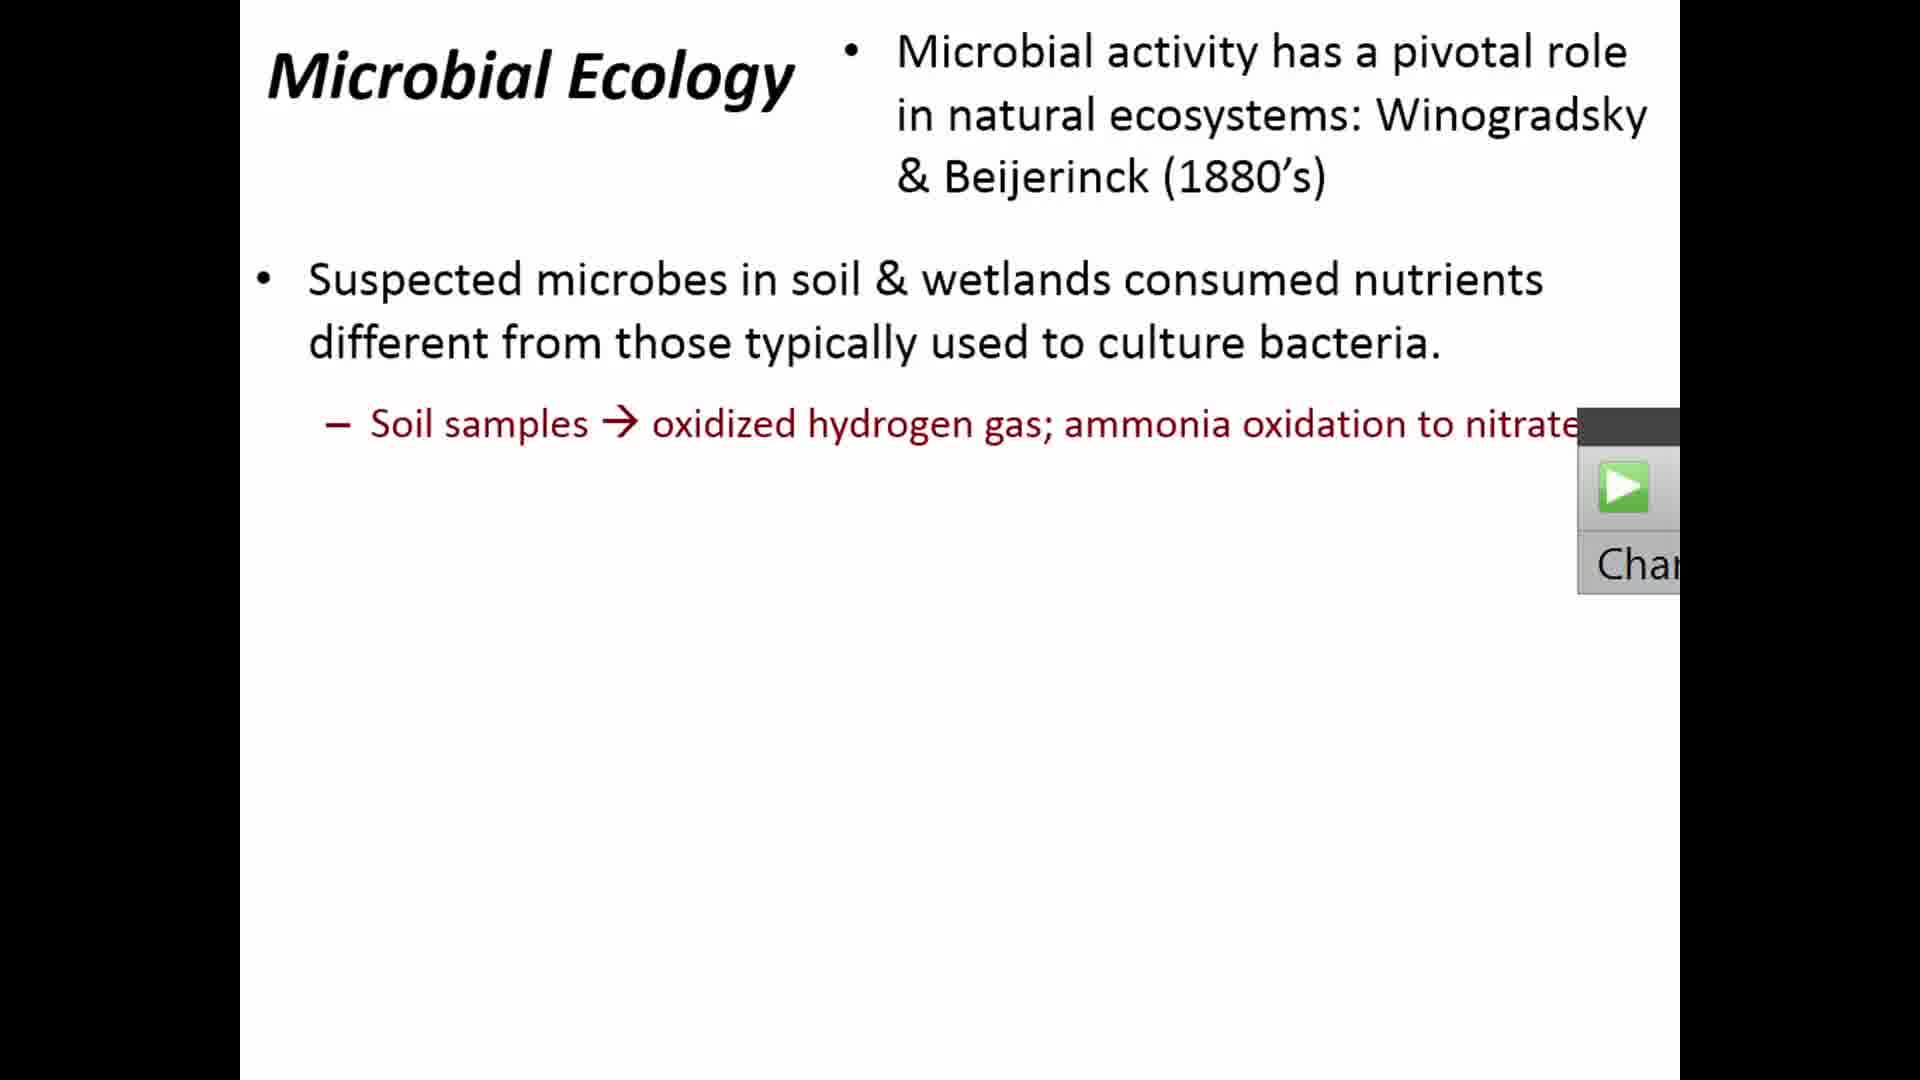 Microbial Ecology
• Microbial activity has a pivotal role
in natural ecosystems: Winogradsky
& Beijerinck (1880’s)
• Suspected microbes in soil & wetlands consumed nutrients
different from those typically used to culture bacteria.
– Soil samples → oxidized hydrogen gas; ammonia oxidation to nitrate